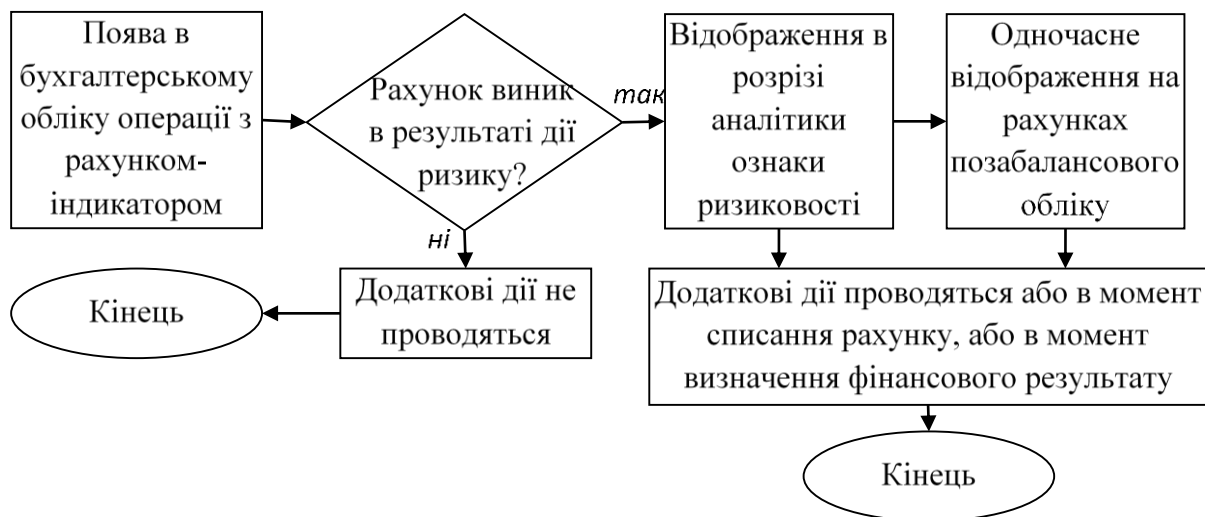 Поява в
бухгалтерському
обліку операції з
рахунком-
індикатором
Рахунок виник
в результаті дії
ризику?
так
Відображення в
розрізі
аналітики
ознаки
ризиковості
Одночасне
відображення на
рахунках
позабалансового
обліку
ні
Кінець
Додаткові дії не
проводяться
Додаткові дії проводяться або в момент
списання рахунку, або в момент
визначення фінансового результату
Кінець